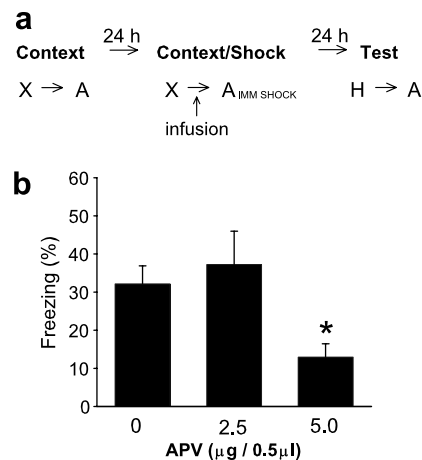 a
24 h 24 h
Context → Context/Shock → Test
X → A X → A IMM SHOCK H → A
infusion
b
60
50
40
30
20
10
0
Freezing (%)
*
0 2.5 5.0
APV (μg / 0.5μl)